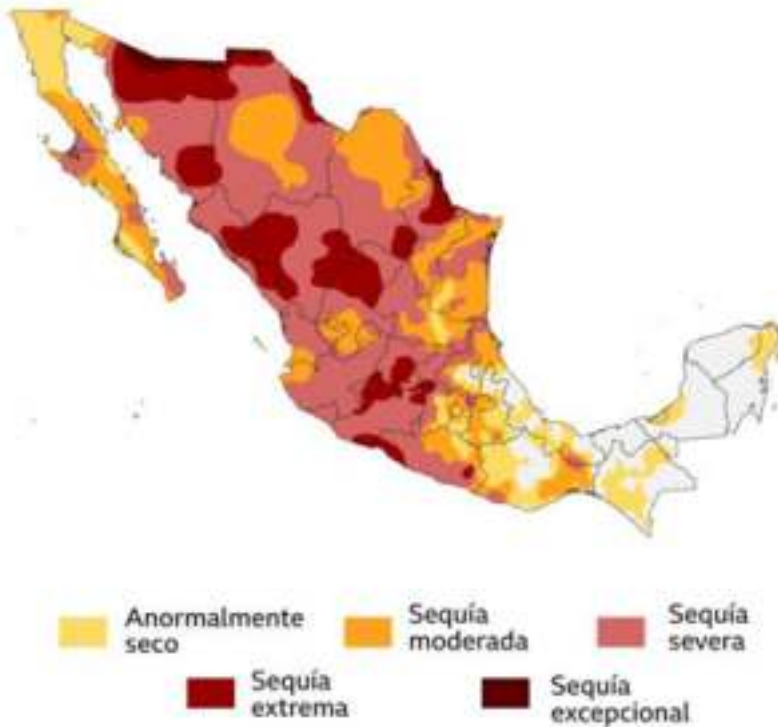 Anormalmente
seco
Sequía
moderada
Sequía
severa
Sequía
extrema
Sequía
excepcional